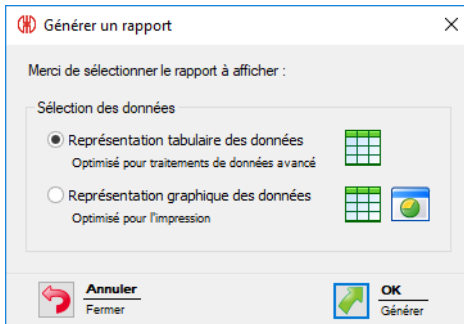 Générer un rapport
Merci de sélectionner le rapport à afficher :
Sélection des données
Représentation tabulaire des données
Optimisé pour traitements de données avancé
Représentation graphique des données
Optimisé pour l'impression
Annuler
Fermer
OK
Générer